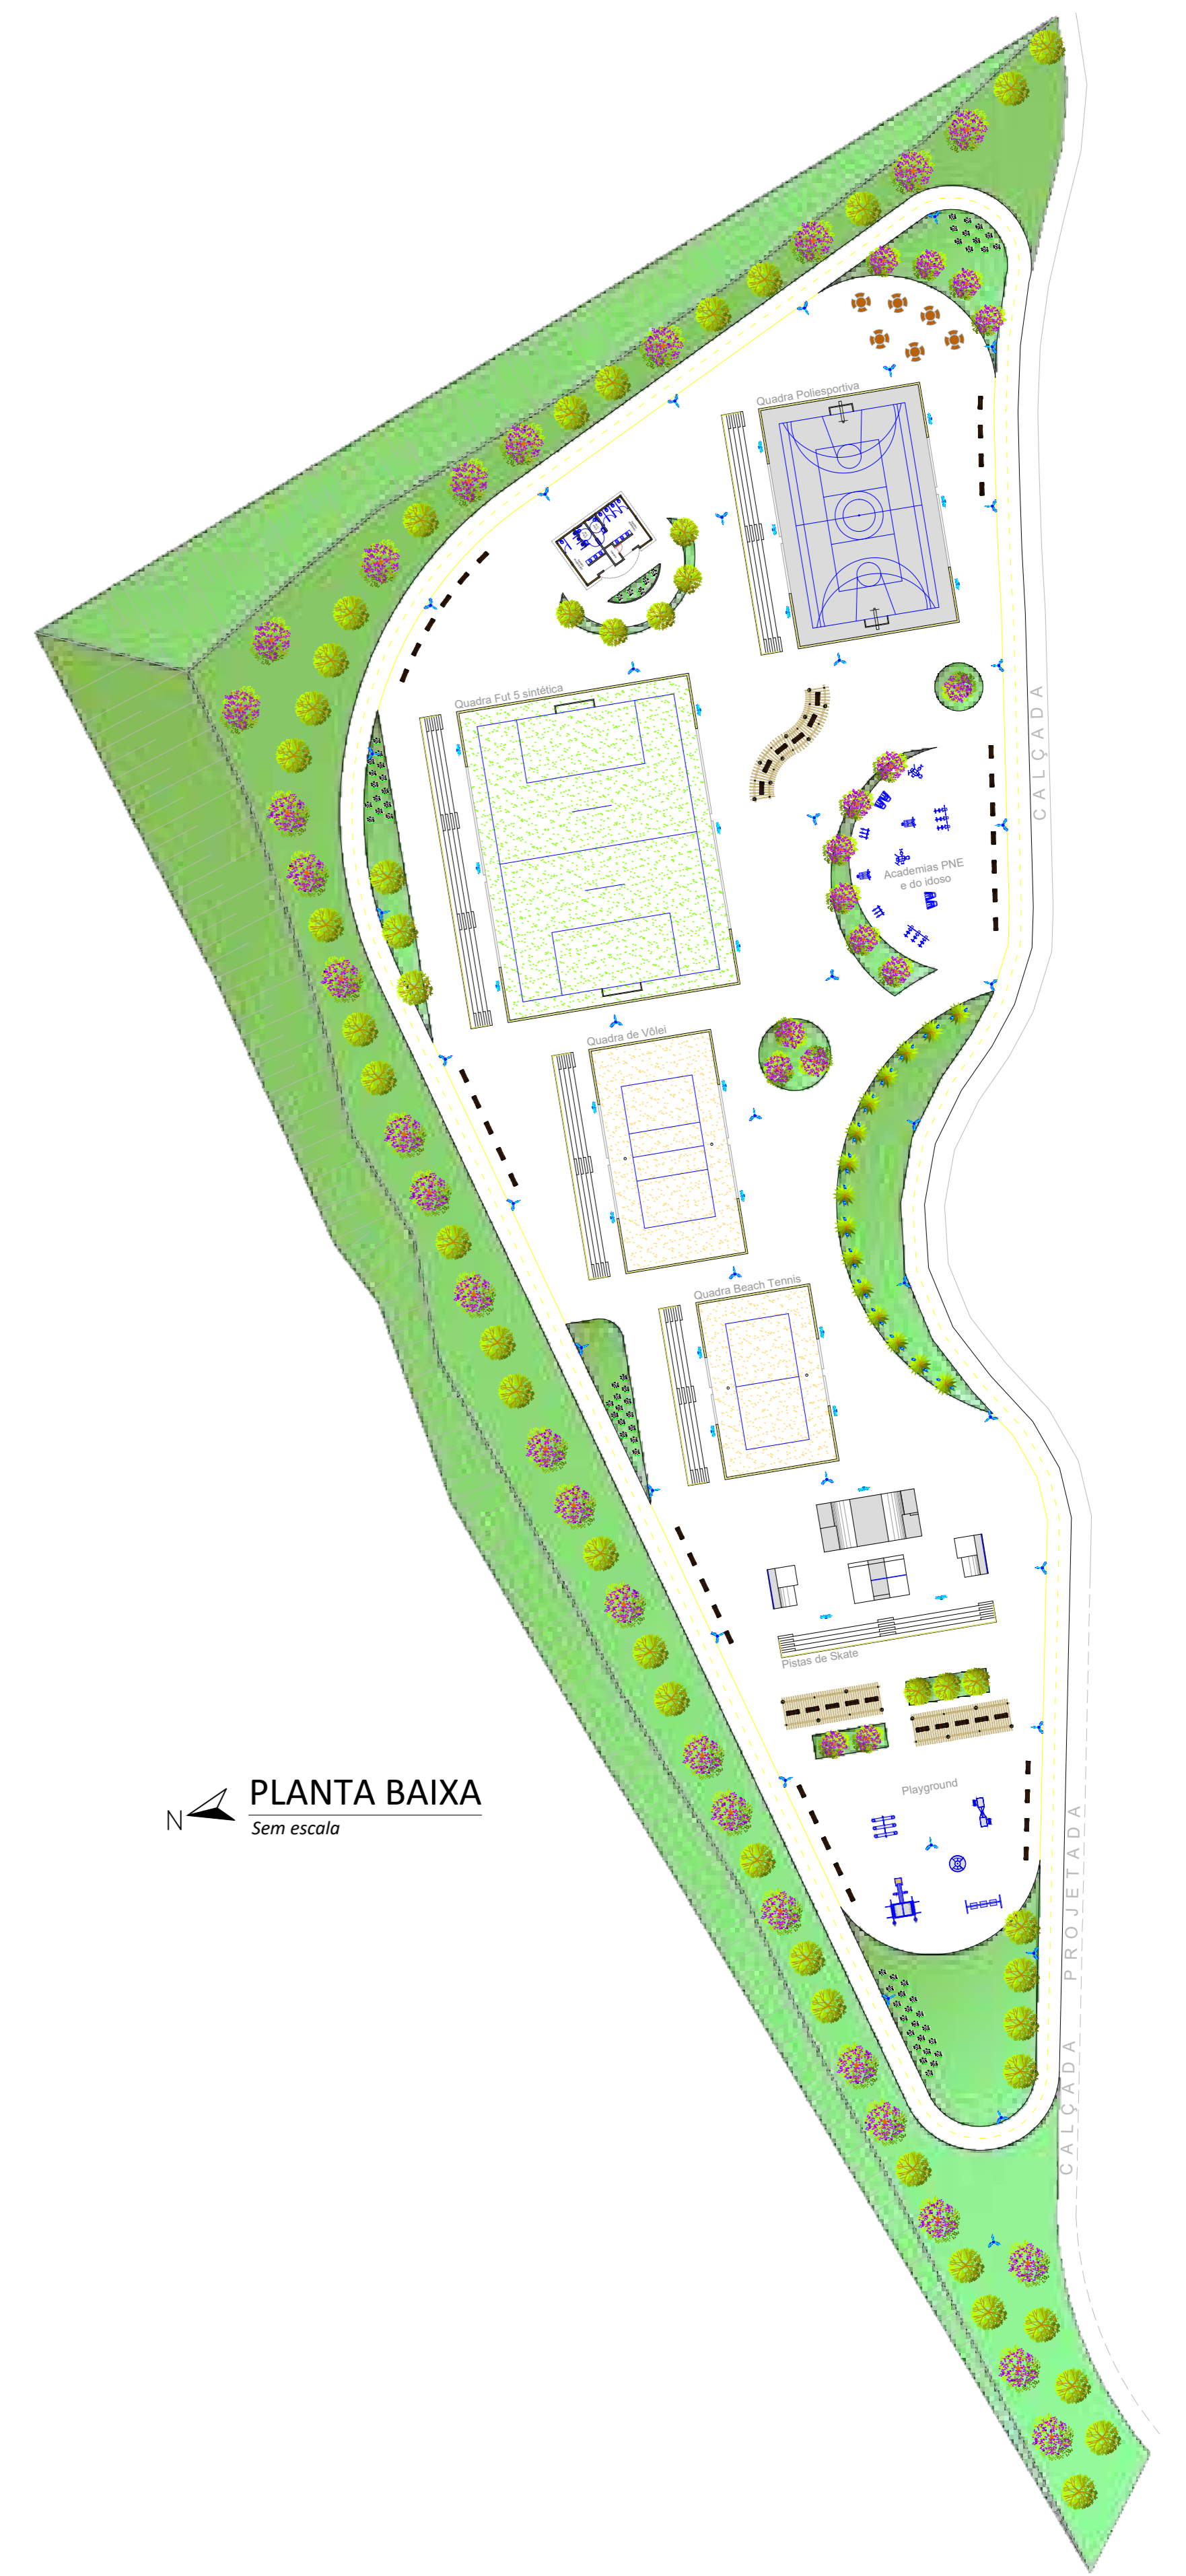 Quadra Poliesportiva
Quadra Fut 5 sintética
CALÇADA
Academias PNE
e do idoso
Quadra de Vôlei
Quadra Beach Tennis
Pistas de Skate
Playground
N
PLANTA BAIXA
Sem escala
CALÇADA PROJETADA